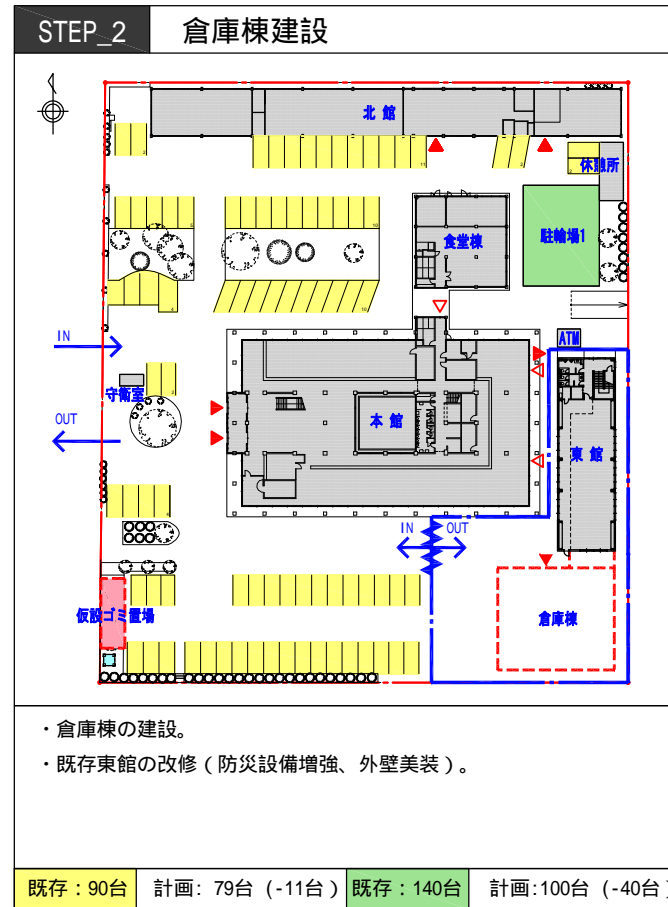 STEP_2
倉庫棟建設
北館
休憩所
食堂棟
駐輪場1
IN
ATM
守衛室
OUT
本館
東館
IN
OUT
仮設ゴミ置場
倉庫棟
・倉庫棟の建設。
・既存東館の改修（防災設備増強、外壁美装）。
既存：90台
計画: 79台 (-11台)
既存：140台
計画:100台 (-40台)